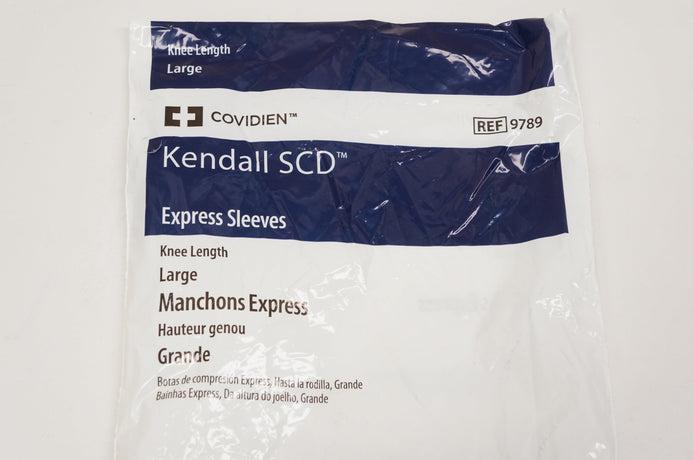 Knee Length
Large
COVIDIEN™
REF 9789
Kendall SCD™
Express Sleeves
Knee Length
Large
Manchons Express
Hauteur genou
Grande
Botas de compresión Express, Hasta la rodilla, Grande
Bainhas Express, Da altura do joelho, Grande